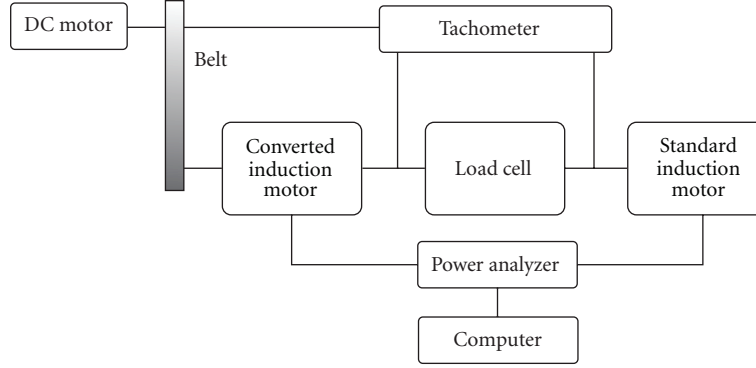 DC motor
Tachometer
Belt
Converted
induction
motor
Load cell
Standard
induction
motor
Power analyzer
Computer